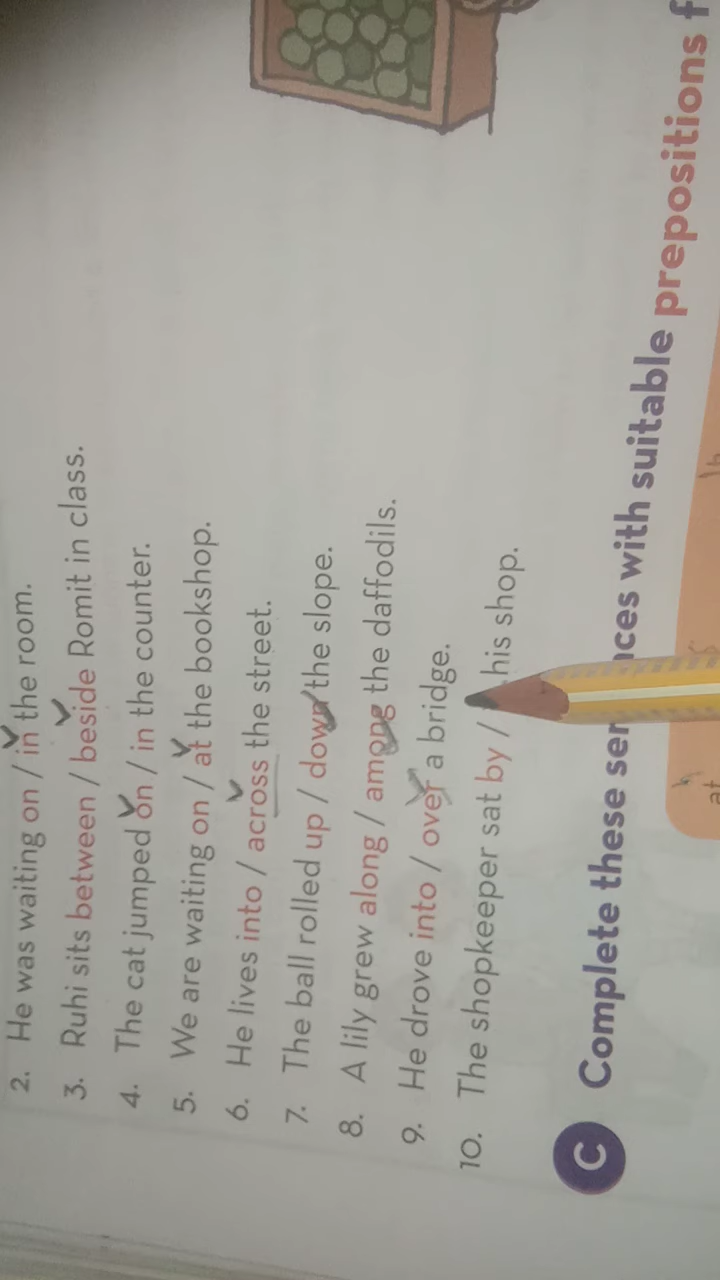 2. He was waiting on / in the room.
3. Ruhi sits between / beside Romit in class.
4. The cat jumped on / in the counter.
5. We are waiting on / at the bookshop.
6. He lives into / across the street.
7. The ball rolled up / down the slope.
8. A lily grew along / among the daffodils.
9. He drove into / over a bridge.
10. The shopkeeper sat by / his shop.
C Complete these with suitable prepositions
at